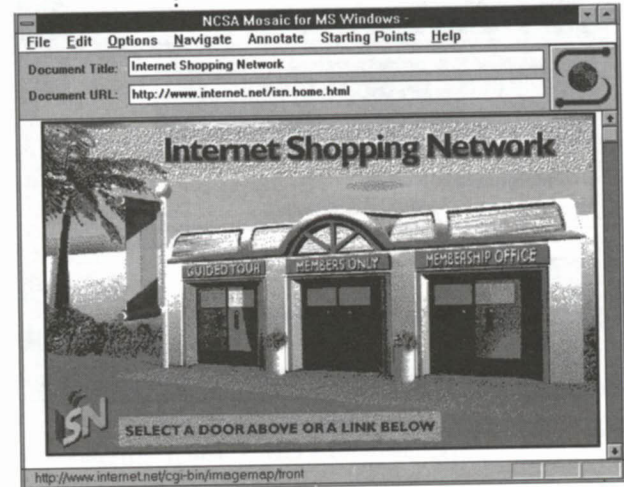 NCSA Mosaic for MS Windows -
File Edit Options Navigate Annotate Starting Points Help
Document Title: Internet Shopping Network
Document URL: http://www.internet.net/isn.home.html
Internet Shopping Network
GUIDED TOUR MEMBERS ONLY MEMBERSHIP OFFICE
ISN
SELECT A DOOR ABOVE OR A LINK BELOW
http://www.internet.net/cgi-bin/imagemap/front